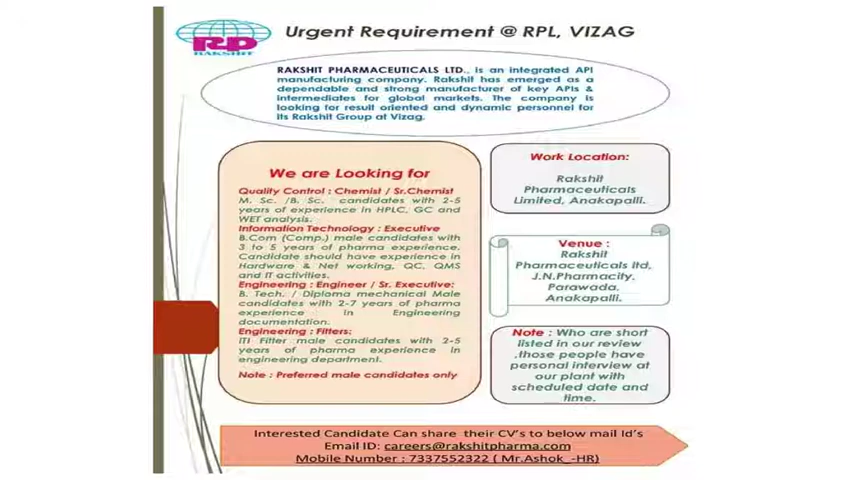 RP
RAKSHIT
Urgent Requirement @ RPL, VIZAG
RAKSHIT PHARMACEUTICALS LTD., is an integrated API
manufacturing company. Rakshit has emerged as a
dependable and strong manufacturer of key APIs &
intermediates for global markets. The company is
looking for result oriented and dynamic personnel for
its Rakshit Group at Vizag.
We are Looking for
Quality Control : Chemist / Sr.Chemist
M. Sc. /B. Sc. candidates with 2-5
years of experience in HPLC, GC and
WET analysis.
Information Technology : Executive
B.Com (Comp.) male candidates with
3 to 5 years of pharma experience.
Candidate should have experience in
Hardware & Net working, QC, QMS
and IT activities.
Engineering : Engineer / Sr. Executive:
B. Tech. / Diploma mechanical Male
candidates with 2-7 years of pharma
experience in Engineering
documentation.
Engineering : Fitters:
ITI Fitter male candidates with 2-5
years of pharma experience in
engineering department.
Note : Preferred male candidates only
Work Location:
Rakshit
Pharmaceuticals
Limited, Anakapalli.
Venue :
Rakshit
Pharmaceuticals ltd,
J.N.Pharmacity,
Parawada,
Anakapalli.
Note : Who are short
listed in our review
,those people have
personal interview at
our plant with
scheduled date and
time.
Interested Candidate Can share their CV's to below mail Id's
Email ID: careers@rakshitpharma.com
Mobile Number : 7337552322 ( Mr.Ashok_-HR)